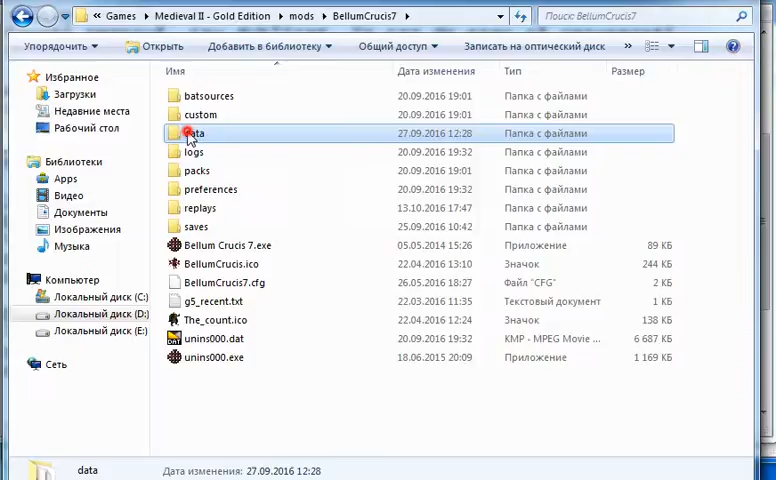 « Games ▸ Medieval II - Gold Edition ▸ mods ▸ BellumCrucis7 ▸
Поиск: BellumCrucis7
Упорядочить Открыть Добавить в библиотеку Общий доступ Записать на оптический диск »
Имя Дата изменения Тип Размер
Избранное
Загрузки
Недавние места
Рабочий стол
Библиотеки
Apps
Видео
Документы
Изображения
Музыка
Компьютер
Локальный диск (C:)
Локальный диск (D:)
Локальный диск (E:)
Сеть
batsources 20.09.2016 19:01 Папка с файлами
custom 20.09.2016 19:01 Папка с файлами
data 27.09.2016 12:28 Папка с файлами
logs 20.09.2016 19:32 Папка с файлами
packs 20.09.2016 19:01 Папка с файлами
preferences 20.09.2016 19:32 Папка с файлами
replays 13.10.2016 17:47 Папка с файлами
saves 25.09.2016 10:42 Папка с файлами
Bellum Crucis 7.exe 05.05.2014 15:26 Приложение 89 КБ
BellumCrucis.ico 22.04.2016 13:10 Значок 244 КБ
BellumCrucis7.cfg 26.05.2016 18:27 Файл "CFG" 2 КБ
g5_recent.txt 22.03.2016 11:35 Текстовый документ 1 КБ
The_count.ico 22.04.2016 12:24 Значок 138 КБ
unins000.dat 20.09.2016 19:32 KMP - MPEG Movie ... 6 687 КБ
unins000.exe 18.06.2015 20:09 Приложение 1 169 КБ
data Дата изменения: 27.09.2016 12:28